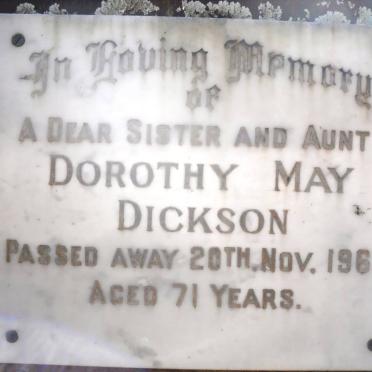 In Loving Memory
of
A DEAR SISTER AND AUNT
DOROTHY MAY
DICKSON
PASSED AWAY 20TH. NOV. 196
AGED 71 YEARS.